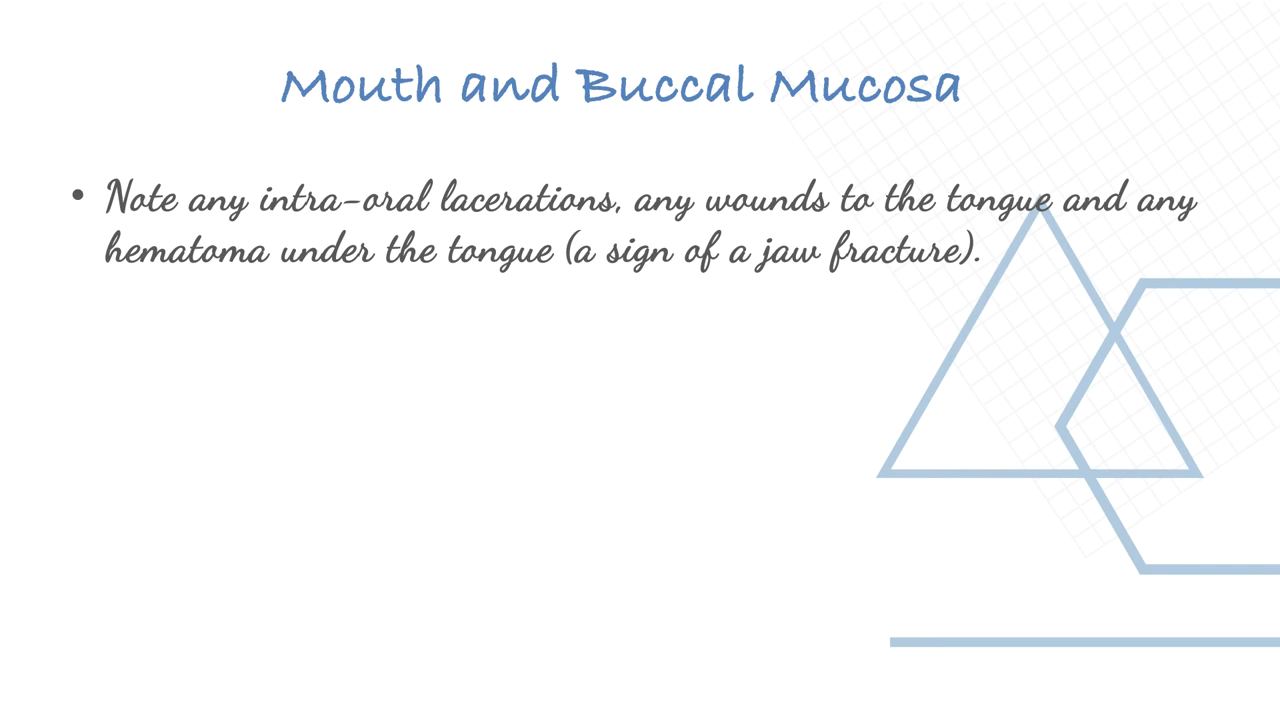 Mouth and Buccal Mucosa
• Note any intra-oral lacerations, any wounds to the tongue and any
hematoma under the tongue (a sign of a jaw fracture).